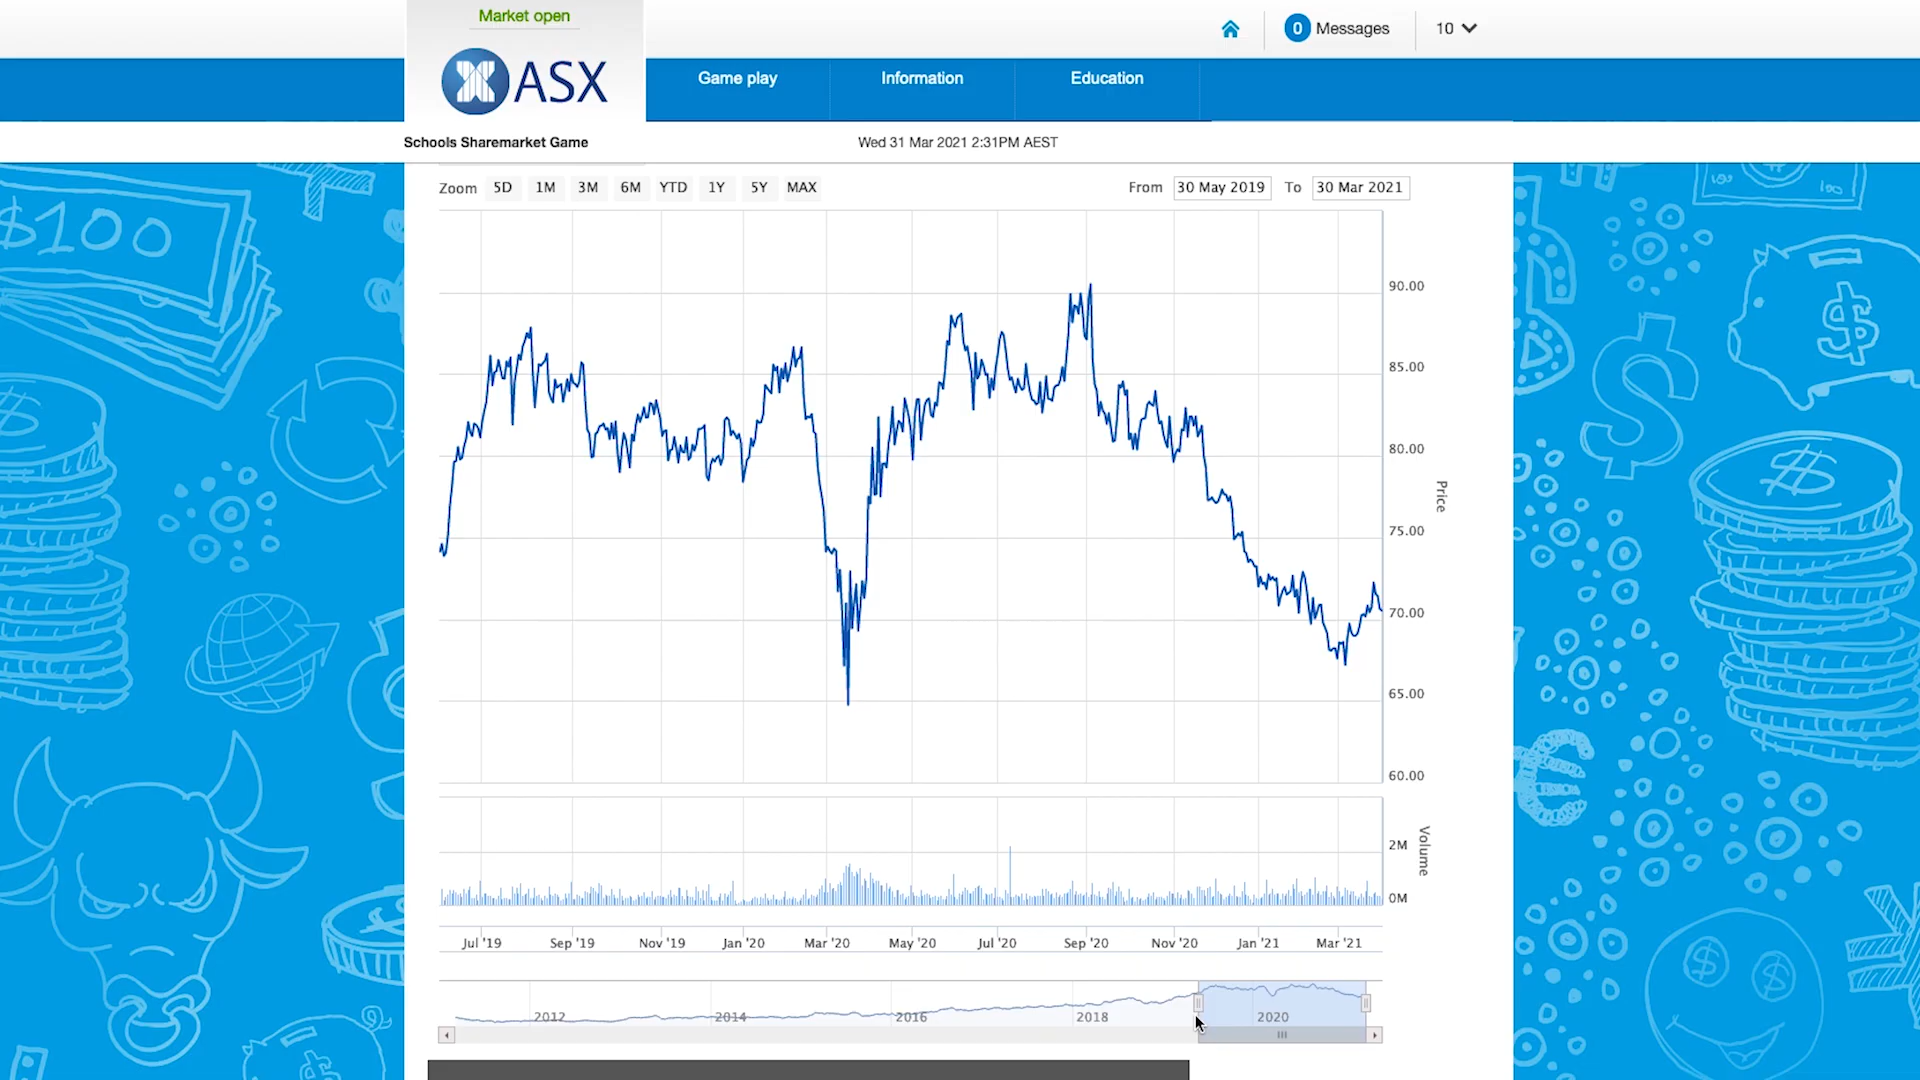 Market open
0 Messages
10
ASX
Game play
Information
Education
Schools Sharemarket Game
Wed 31 Mar 2021 2:31PM AEST
Zoom 5D 1M 3M 6M YTD 1Y 5Y MAX
From 30 May 2019 To 30 Mar 2021
$100
90.00
85.00
80.00
75.00
70.00
65.00
60.00
Price
2M
0M
Volume
Jul '19 Sep '19 Nov '19 Jan '20 Mar '20 May '20 Jul '20 Sep '20 Nov '20 Jan '21 Mar '21
2012 2014 2016 2018 2020